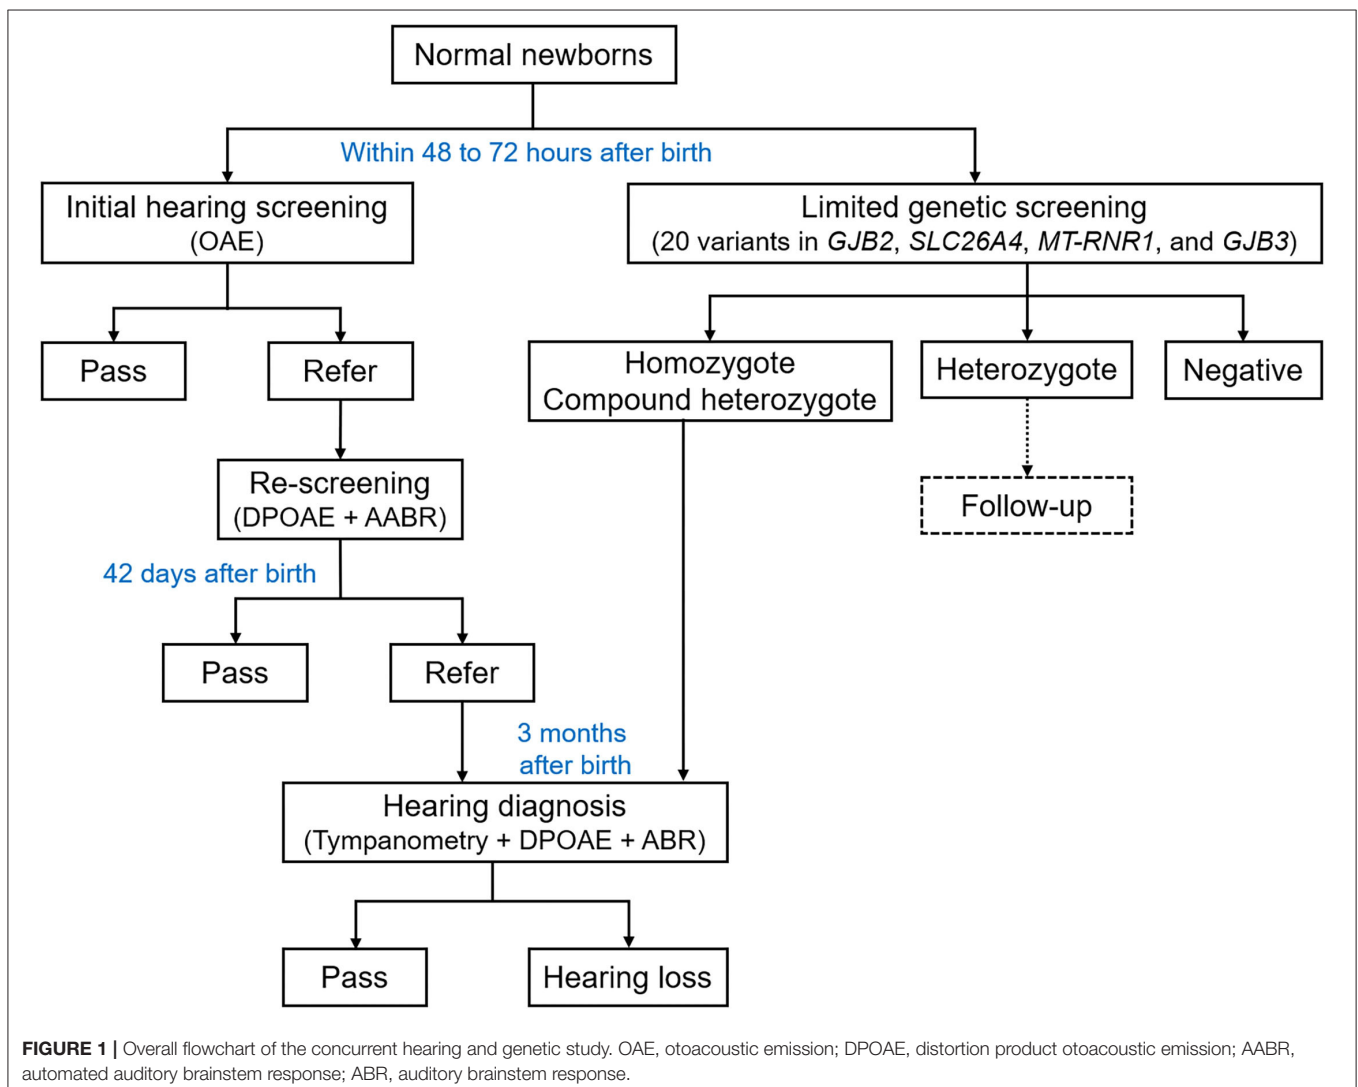 Normal newborns
Within 48 to 72 hours after birth
Initial hearing screening
(OAE)
Limited genetic screening
(20 variants in GJB2, SLC26A4, MT-RNR1, and GJB3)
Pass
Refer
Homozygote
Compound heterozygote
Heterozygote
Negative
Re-screening
(DPOAE + AABR)
Follow-up
42 days after birth
Pass
Refer
3 months
after birth
Hearing diagnosis
(Tympanometry + DPOAE + ABR)
Pass
Hearing loss
FIGURE 1 | Overall flowchart of the concurrent hearing and genetic study. OAE, otoacoustic emission; DPOAE, distortion product otoacoustic emission; AABR,
automated auditory brainstem response; ABR, auditory brainstem response.